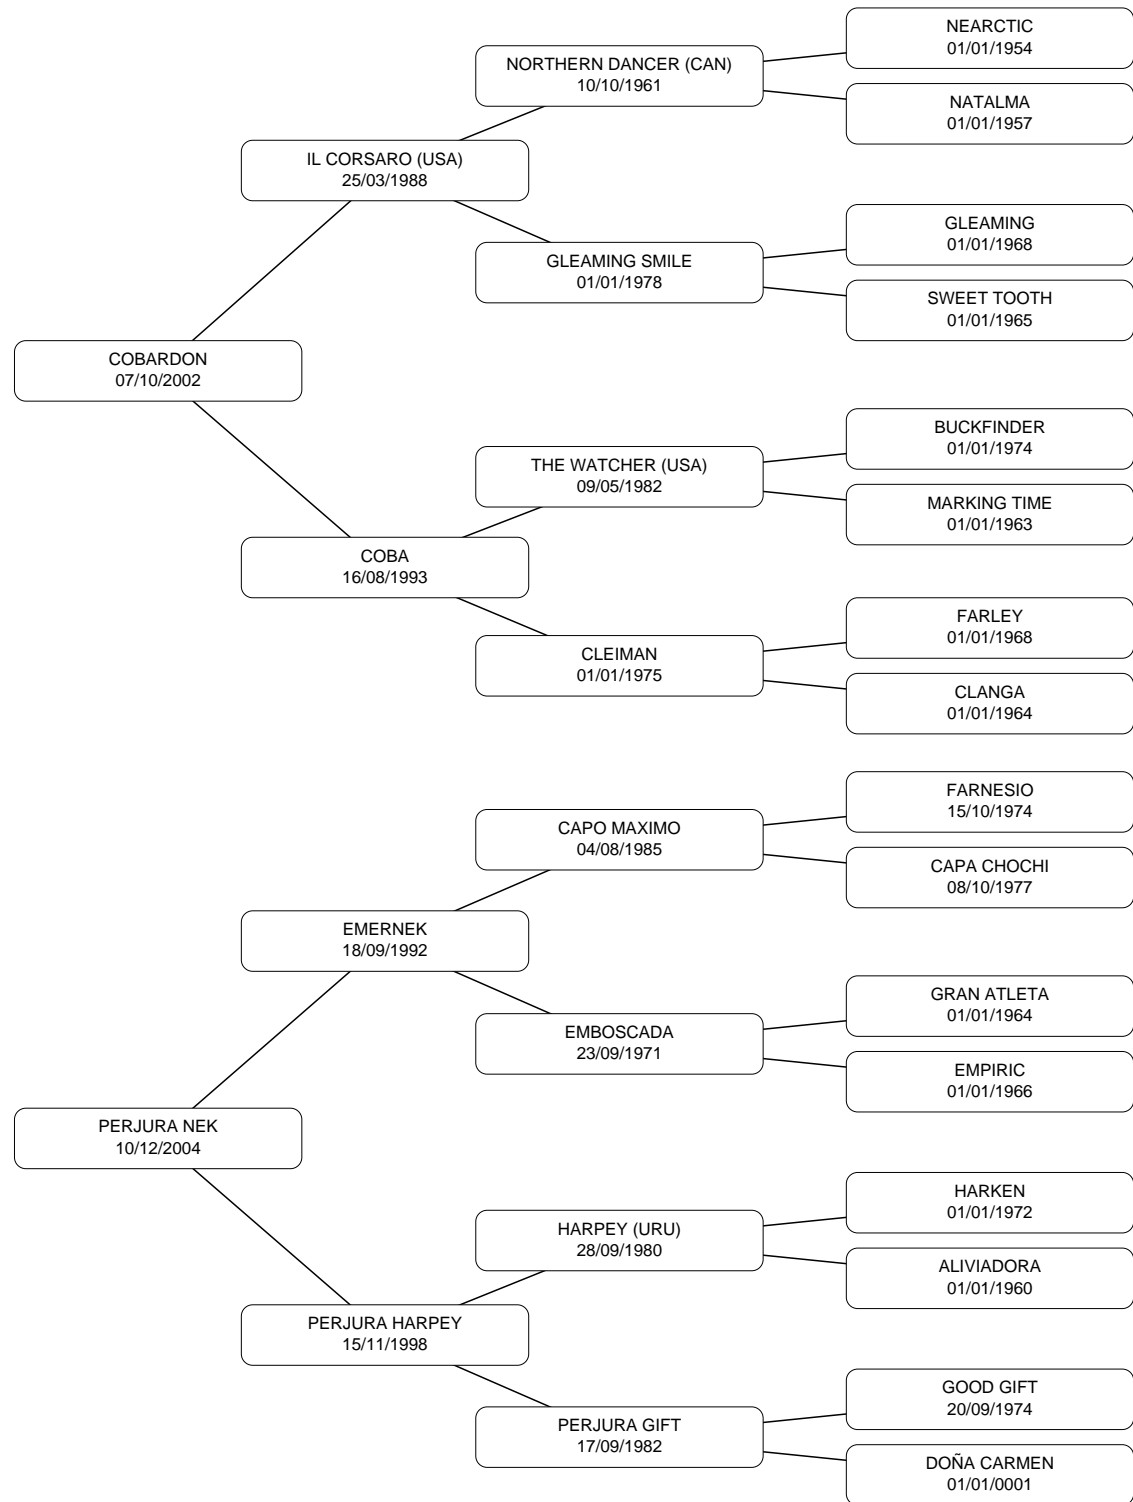 NEARCTIC
01/01/1954
NORTHERN DANCER (CAN)
10/10/1961
NATALMA
01/01/1957
IL CORSARO (USA)
25/03/1988
GLEAMING
01/01/1968
GLEAMING SMILE
01/01/1978
SWEET TOOTH
01/01/1965
COBARDON
07/10/2002
BUCKFINDER
01/01/1974
THE WATCHER (USA)
09/05/1982
MARKING TIME
01/01/1963
COBA
16/08/1993
FARLEY
01/01/1968
CLEIMAN
01/01/1975
CLANGA
01/01/1964
FARNESIO
15/10/1974
CAPO MAXIMO
04/08/1985
CAPA CHOCHI
08/10/1977
EMERNEK
18/09/1992
GRAN ATLETA
01/01/1964
EMBOSCADA
23/09/1971
EMPIRIC
01/01/1966
PERJURA NEK
10/12/2004
HARKEN
01/01/1972
HARPEY (URU)
28/09/1980
ALIVIADORA
01/01/1960
PERJURA HARPEY
15/11/1998
GOOD GIFT
20/09/1974
PERJURA GIFT
17/09/1982
DOÑA CARMEN
01/01/0001